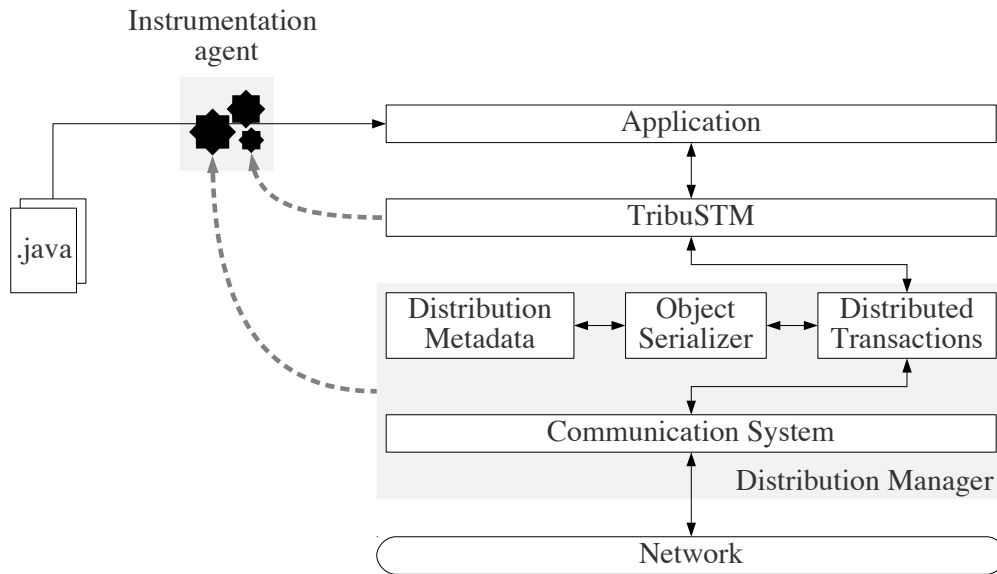 Instrumentation
agent
Application
TribuSTM
.java
Distribution
Metadata
Object
Serializer
Distributed
Transactions
Communication System
Distribution Manager
Network